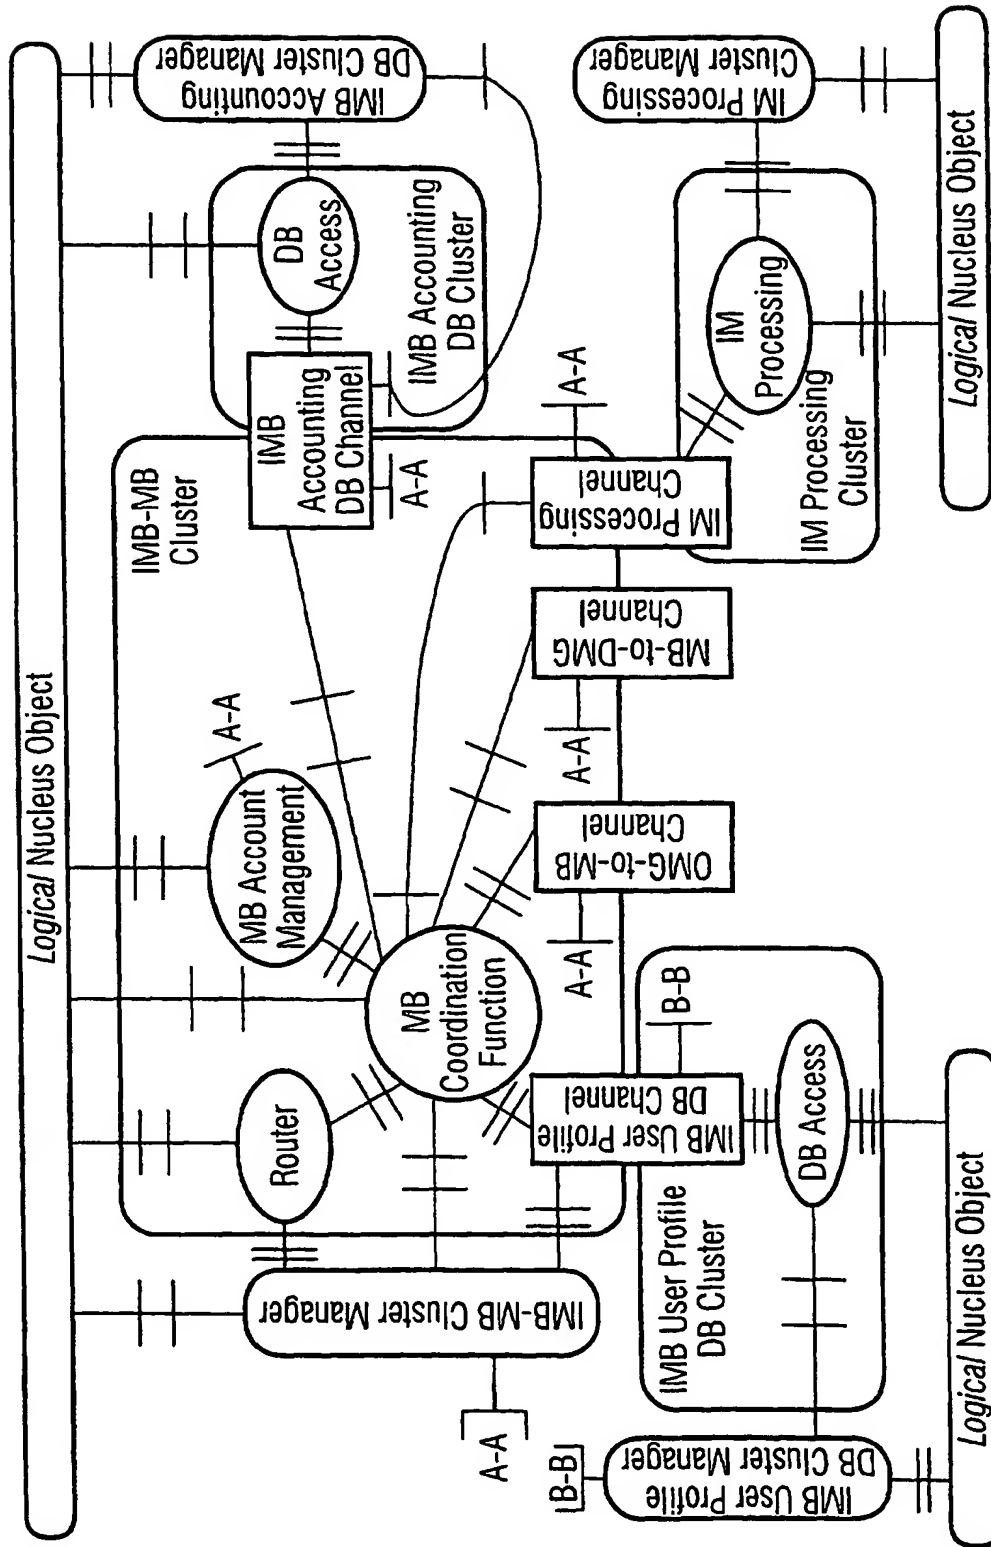 Logical Nucleus Object
IMB-MB Cluster Manager
A-A
Router
MB Account
Management
A-A
IMB-MB
Cluster
MB
Coordination
Function
IMB
Accounting
DB Channel
A-A
DB
Access
IMB Accounting
DB Cluster
IMB Accounting
DB Cluster Manager
IMB User Profile
DB Channel
B-B
OMG-to-MB
Channel
A-A
MB-to-DMG
Channel
A-A
IM Processing
Channel
A-A
IM
Processing
IM Processing
Cluster
IM Processing
Cluster Manager
Logical Nucleus Object
IMB User Profile
DB Cluster
DB Access
IMB User Profile
DB Cluster Manager
B-B
Logical Nucleus Object